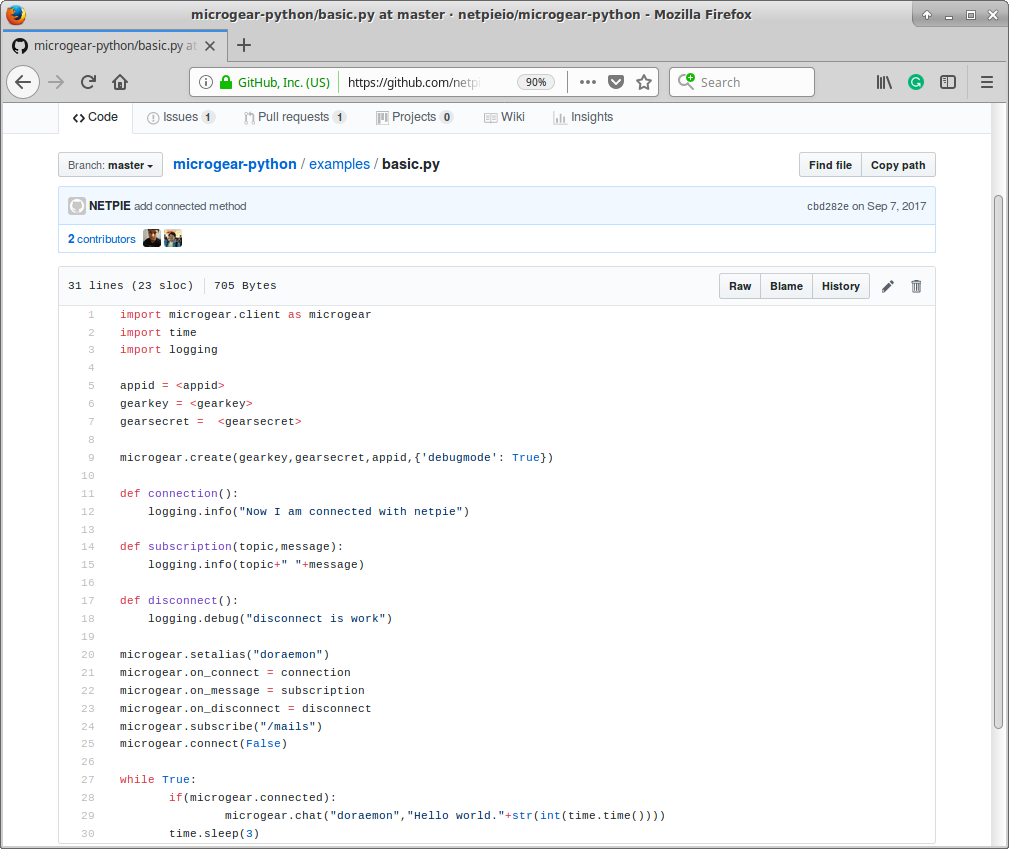 microgear-python/basic.py at master · netpieio/microgear-python - Mozilla Firefox
microgear-python/basic.py at
GitHub, Inc. (US) https://github.com/netpi 90% Search
Code Issues 1 Pull requests 1 Projects 0 Wiki Insights
Branch: master microgear-python / examples / basic.py Find file Copy path
NETPIE add connected method cbd282e on Sep 7, 2017
2 contributors
31 lines (23 sloc) 705 Bytes Raw Blame History
1 import microgear.client as microgear
2 import time
3 import logging
4
5 appid = <appid>
6 gearkey = <gearkey>
7 gearsecret =  <gearsecret>
8
9 microgear.create(gearkey,gearsecret,appid,{'debugmode': True})
10
11 def connection():
12     logging.info("Now I am connected with netpie")
13
14 def subscription(topic,message):
15     logging.info(topic+" "+message)
16
17 def disconnect():
18     logging.debug("disconnect is work")
19
20 microgear.setalias("doraemon")
21 microgear.on_connect = connection
22 microgear.on_message = subscription
23 microgear.on_disconnect = disconnect
24 microgear.subscribe("/mails")
25 microgear.connect(False)
26
27 while True:
28        if(microgear.connected):
29                microgear.chat("doraemon","Hello world."+str(int(time.time())))
30        time.sleep(3)